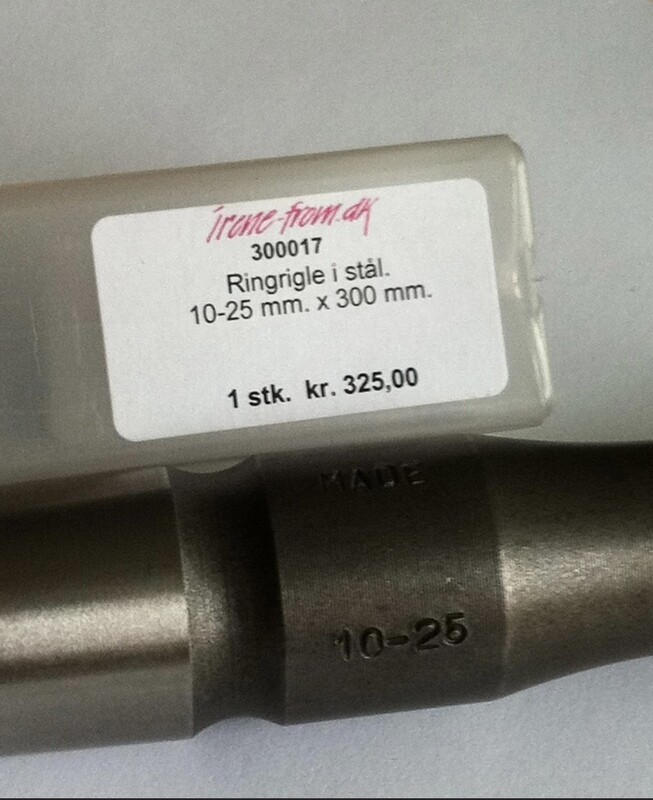 irene-from.dk
300017
Ringrigle i stål.
10-25 mm. x 300 mm.
1 stk. kr. 325,00
MADE
10-25